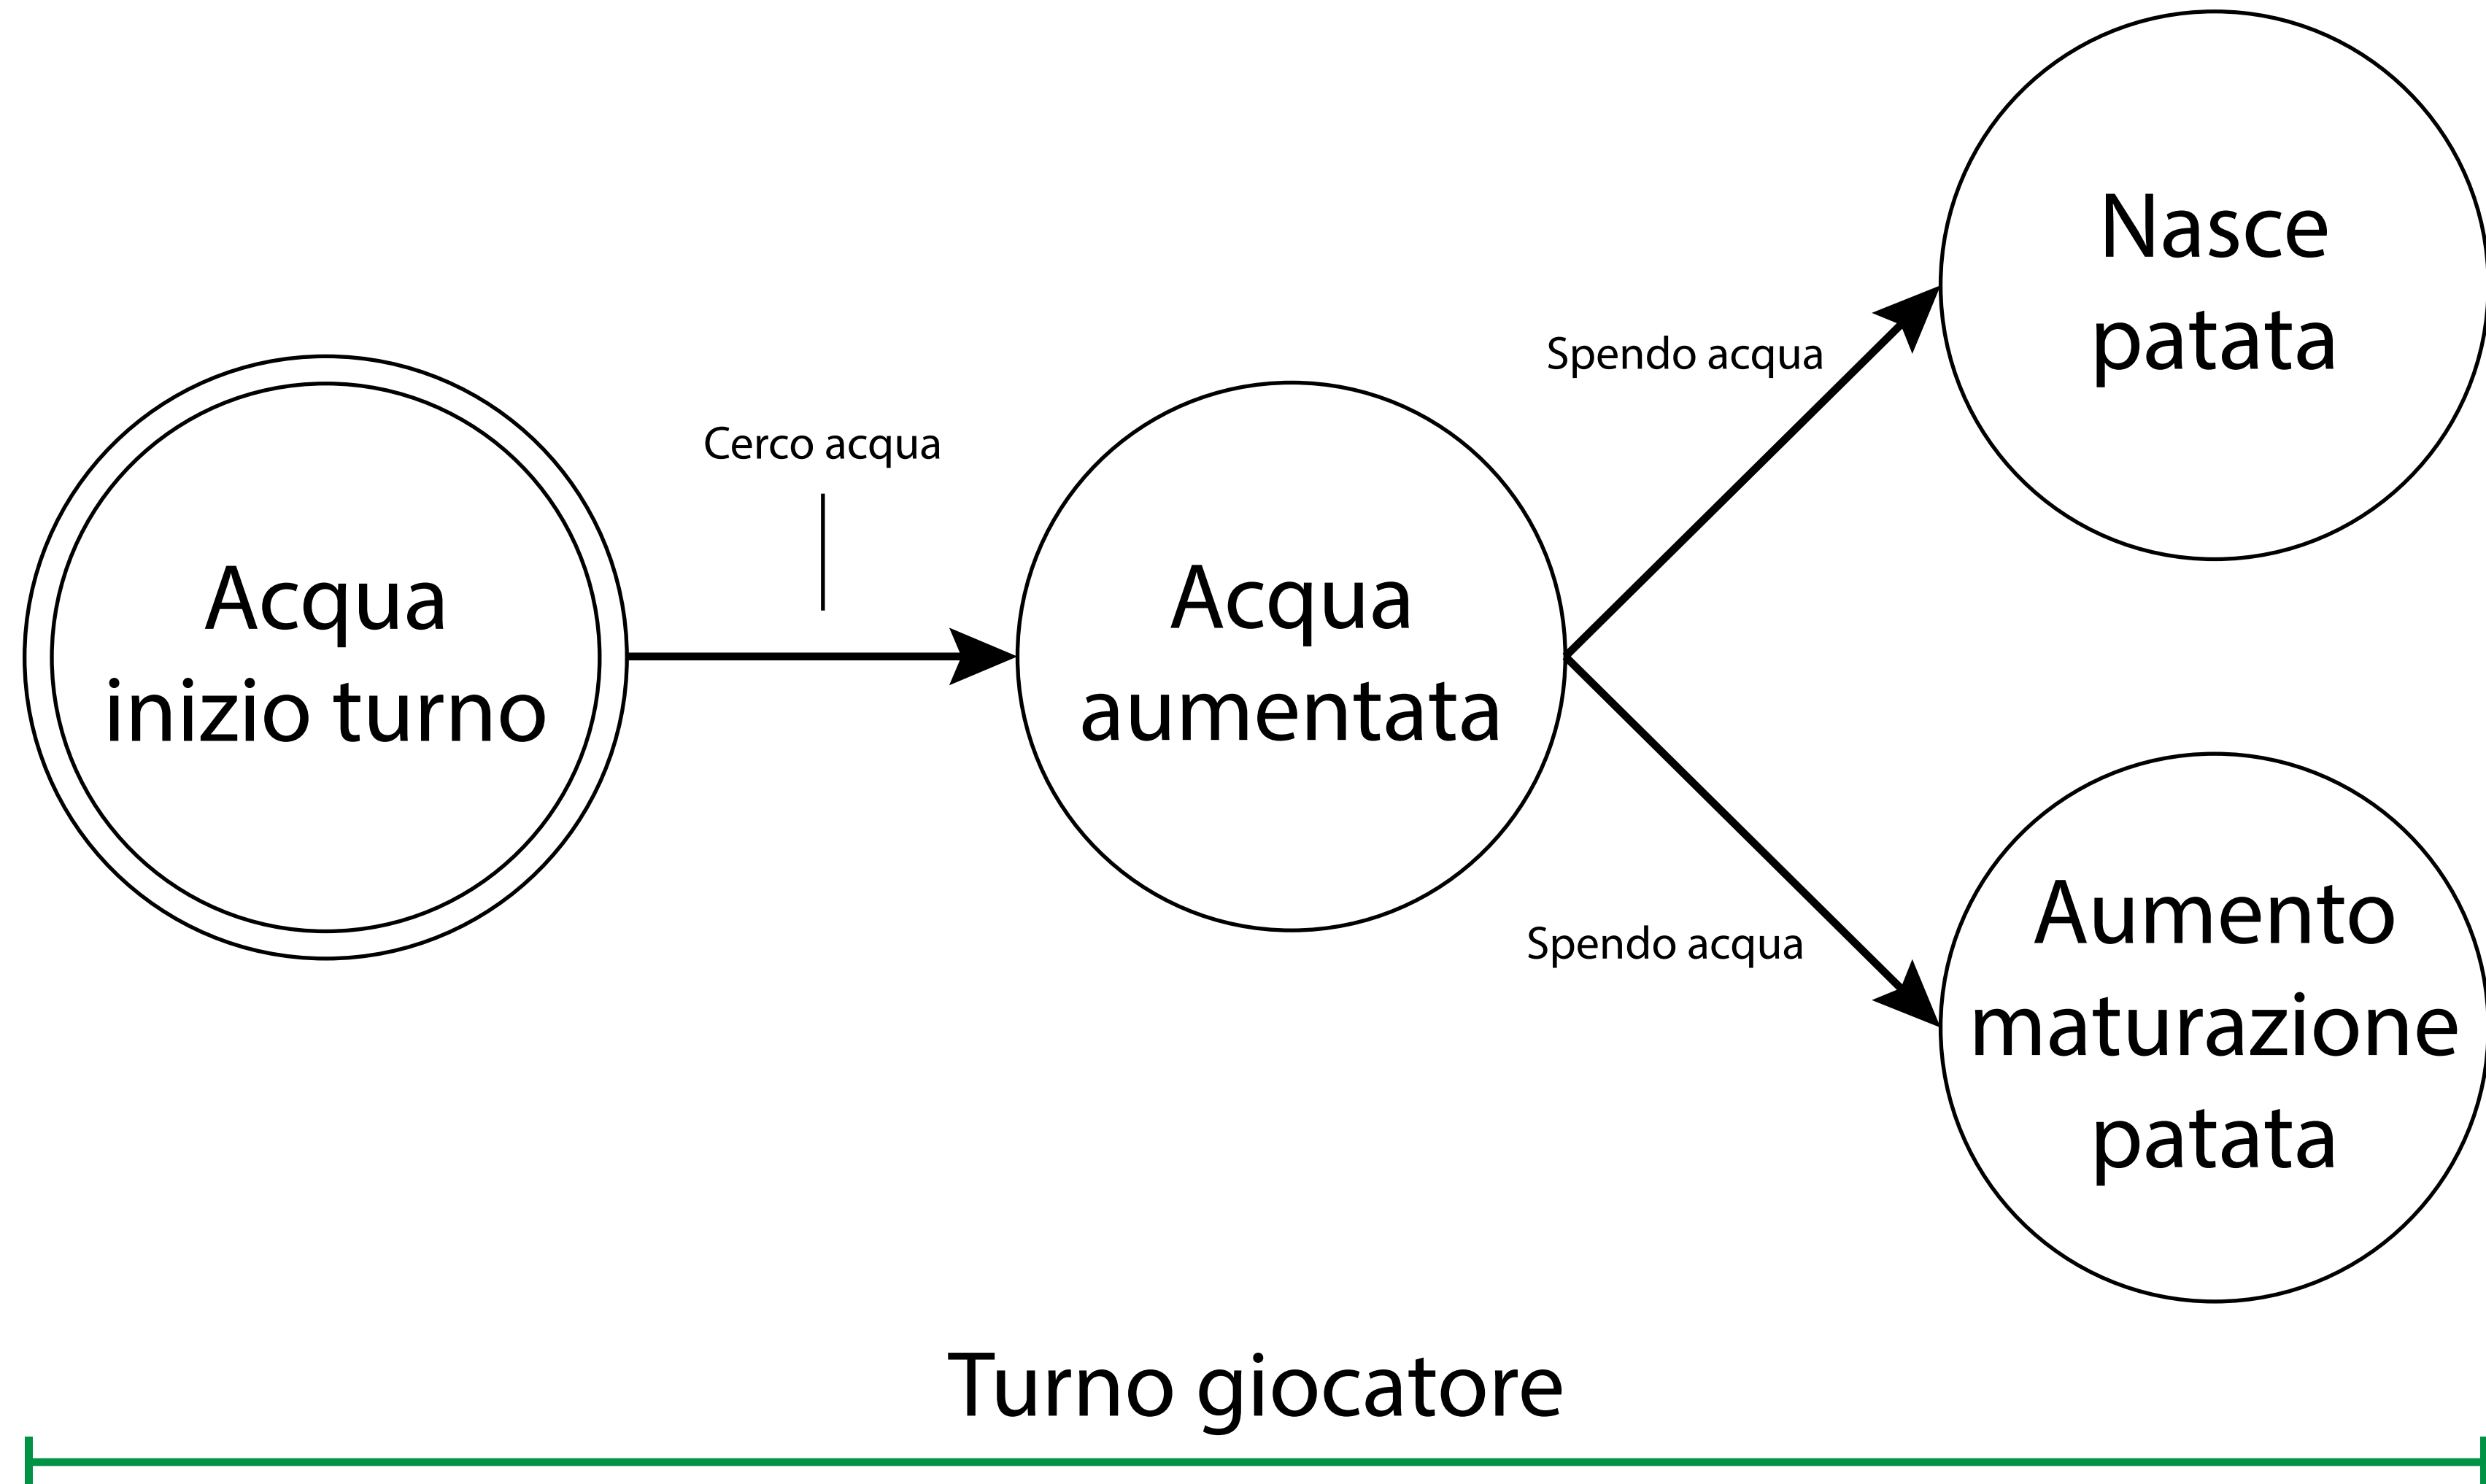 Acqua
inizio turno
Cerco acqua
Acqua
aumentata
Spendo acqua
Nasce
patata
Spendo acqua
Aumento
maturazione
patata
Turno giocatore